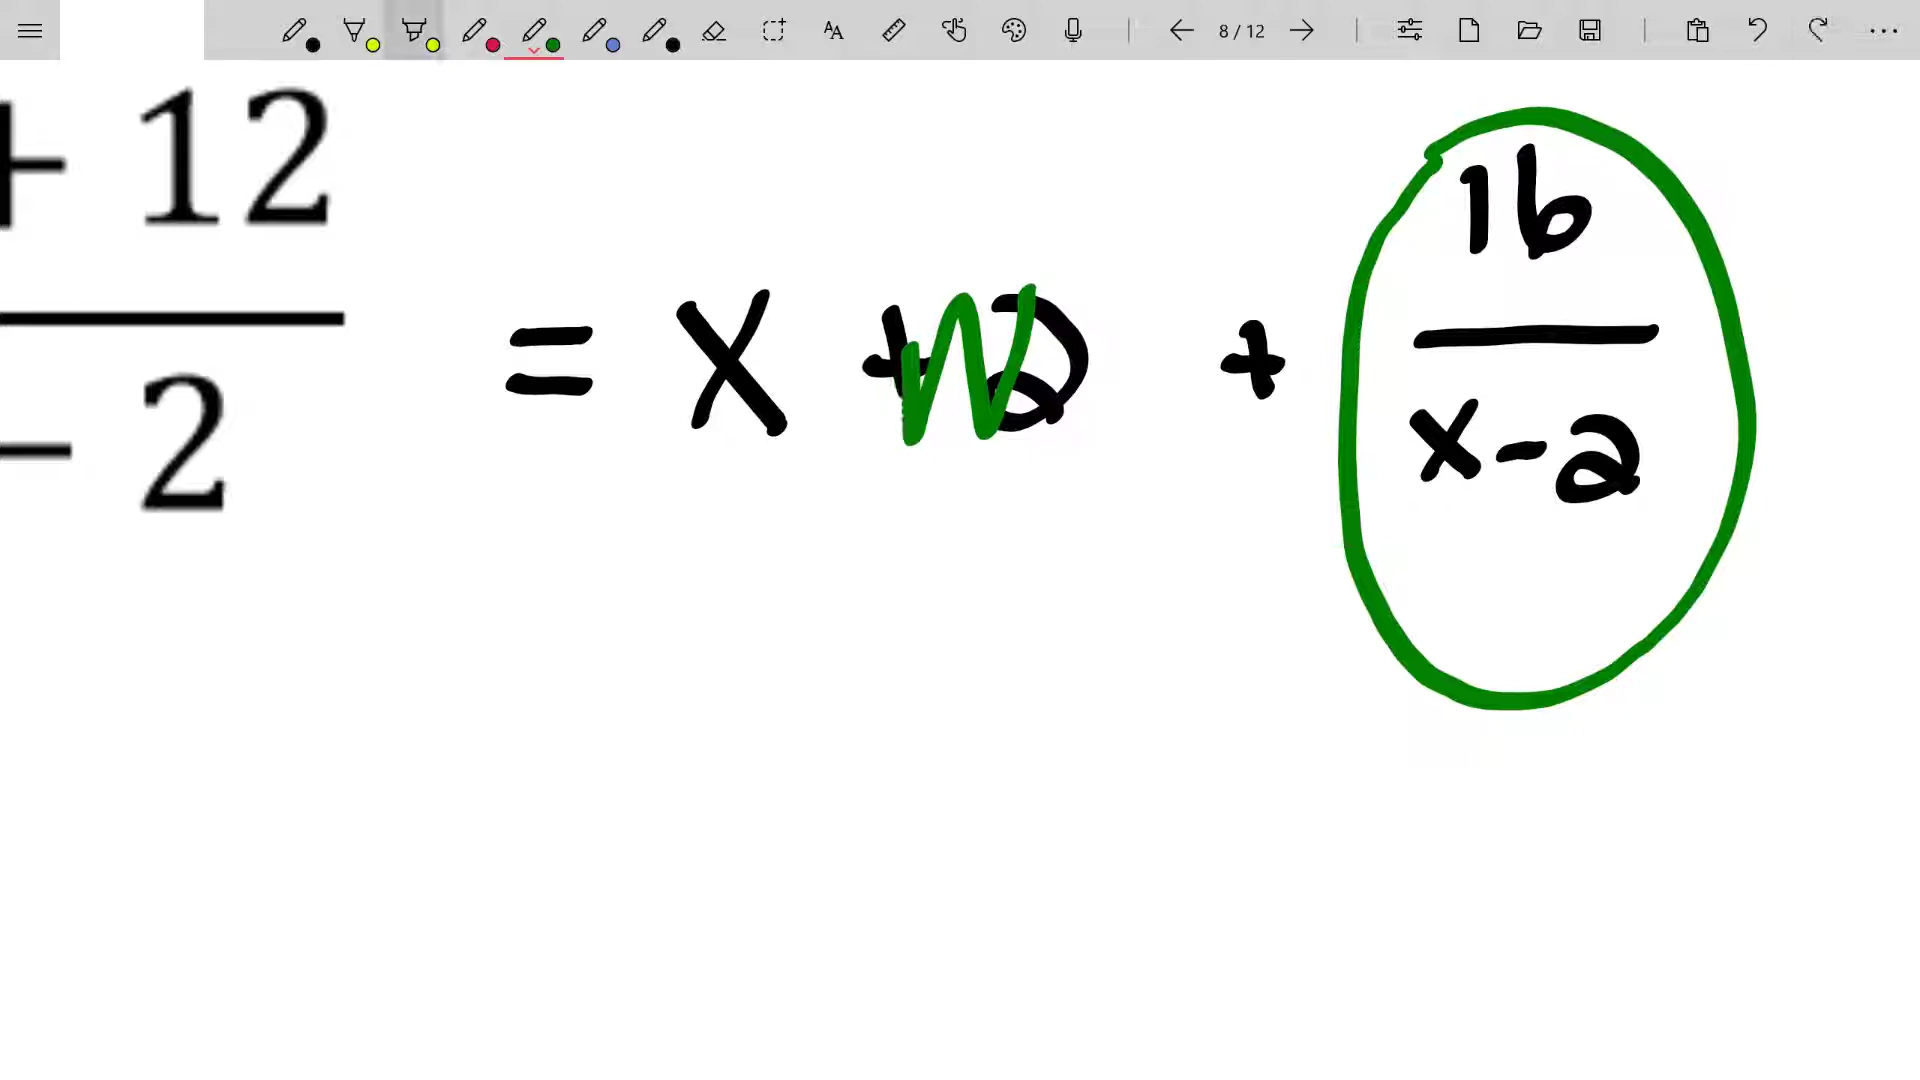 8 / 12
+ 12
- 2
= x + 2 + 16
x - 2